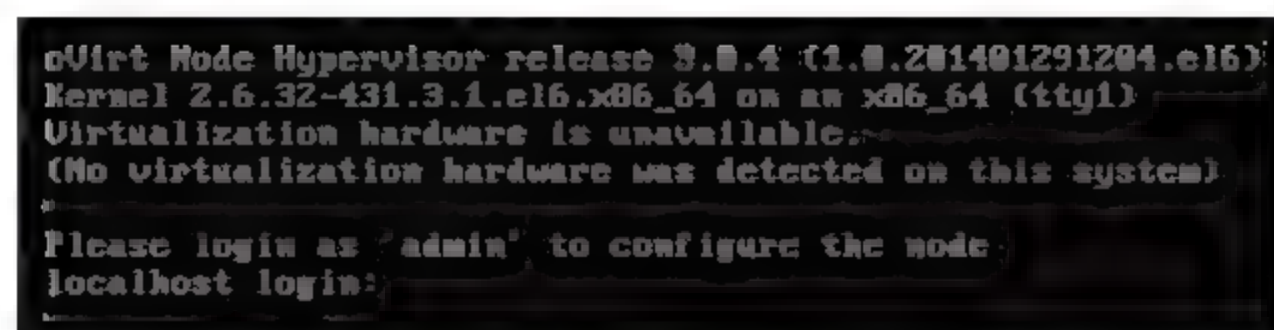 oVirt Node Hypervisor release 3.0.4 (1.0.201401291204.el6)
Kernel 2.6.32-431.3.1.el6.x86_64 on an x86_64 (tty1)
Virtualization hardware is unavailable.
(No virtualization hardware was detected on this system)
Please login as 'admin' to configure the node
localhost login: